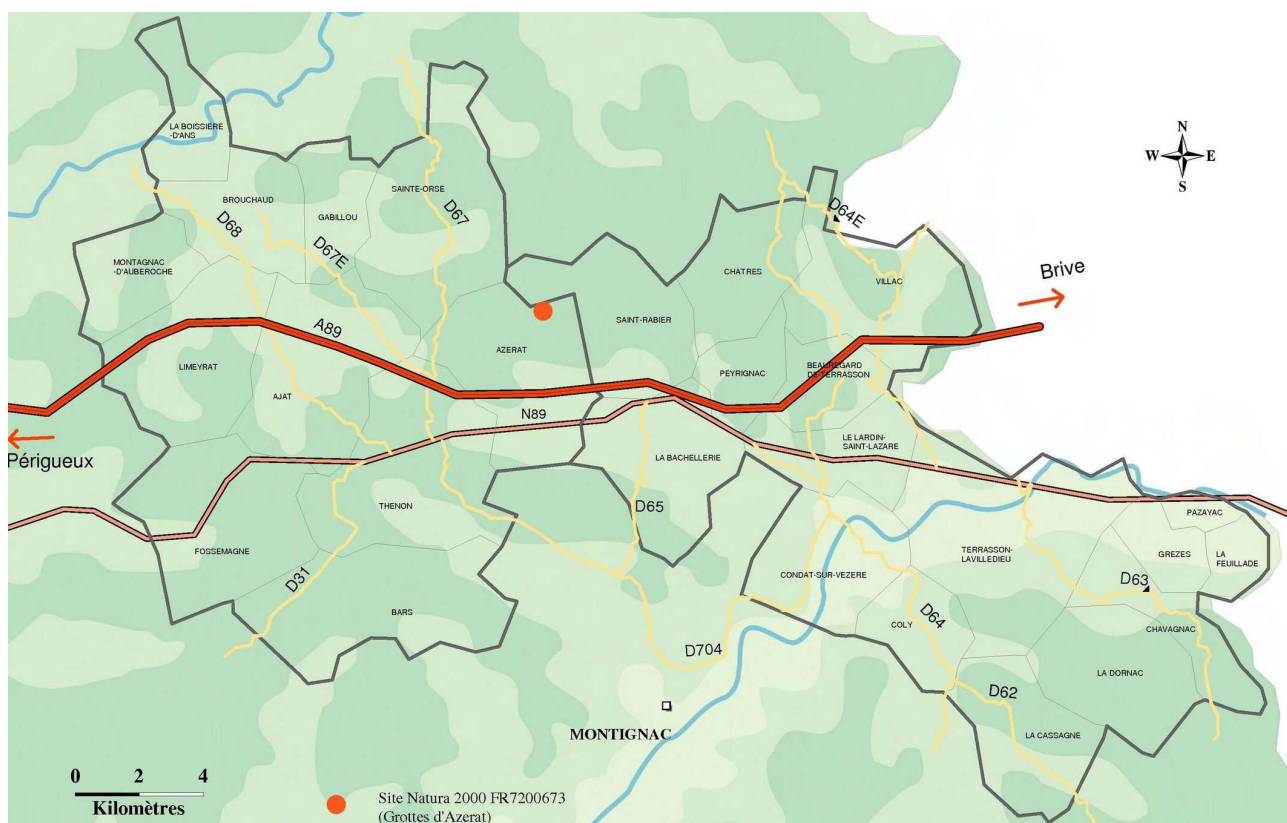 LA BOISSIERE
-D'ANS
N
W E
S
SAINTE-ORSE
BROUCHAUD
GABILLOU
D68
D67
D67E
D64E
MONTAGNAC
-D'AUBEROCHE
CHATRES
VILLAC
Brive
A89
SAINT-RABIER
AZERAT
LIMEYRAT
PEYRIGNAC
BEAUREGARD
DE-TERRASSON
AJAT
N89
LE LARDIN-
SAINT-LAZARE
Périgueux
LA BACHELLERIE
THENON
D65
PAZAYAC
FOSSEMAGNE
TERRASSON-
LAVILLEDIEU
GREZES
LA
FEUILLADE
D31
CONDAT-SUR-VEZERE
D63
BARS
COLY
D64
CHAVAGNAC
D704
LA DORNAC
D62
MONTIGNAC
LA CASSAGNE
0 2 4
Kilomètres
Site Natura 2000 FR7200673
(Grottes d'Azerat)